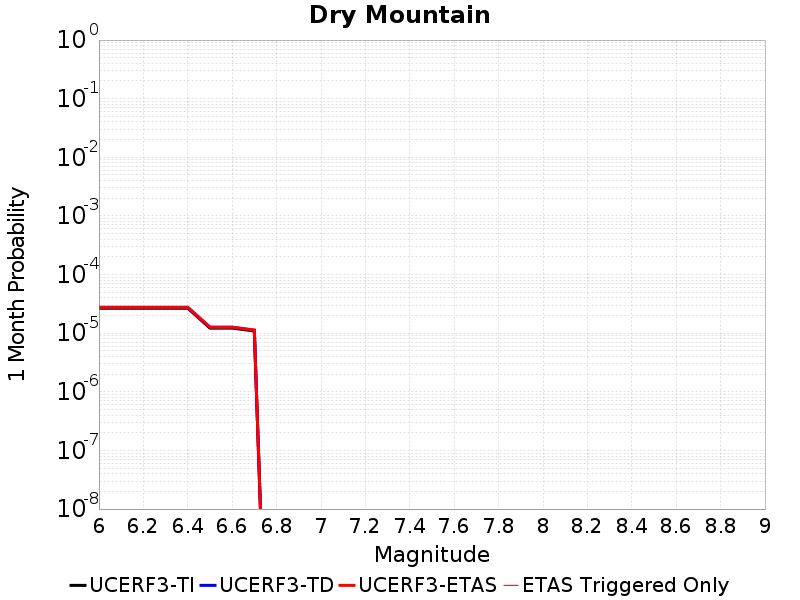 Dry Mountain
1 Month Probability
10^0
10^-1
10^-2
10^-3
10^-4
10^-5
10^-6
10^-7
10^-8
6 6.2 6.4 6.6 6.8 7 7.2 7.4 7.6 7.8 8 8.2 8.4 8.6 8.8 9
Magnitude
UCERF3-TI UCERF3-TD UCERF3-ETAS ETAS Triggered Only